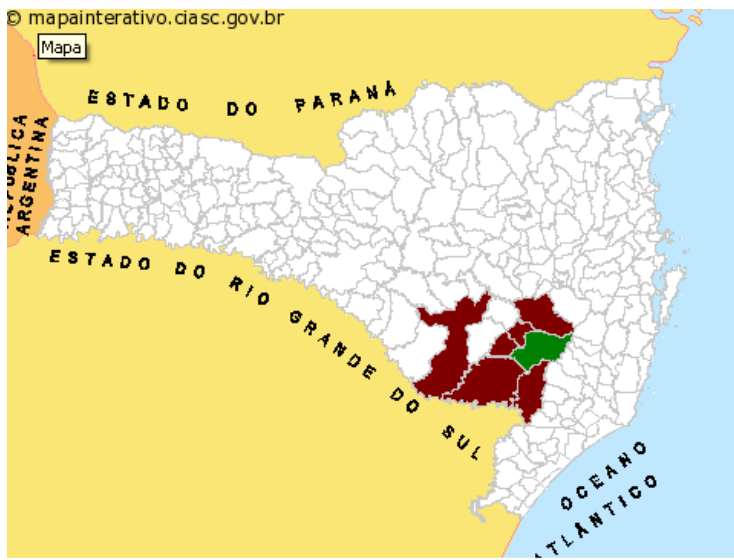 © mapainterativo.ciasc.gov.br
Mapa
ESTADO DO PARANÁ
REPÚBLICA
ARGENTINA
ESTADO DO RIO GRANDE DO SUL
OCEANO
ATLÂNTICO